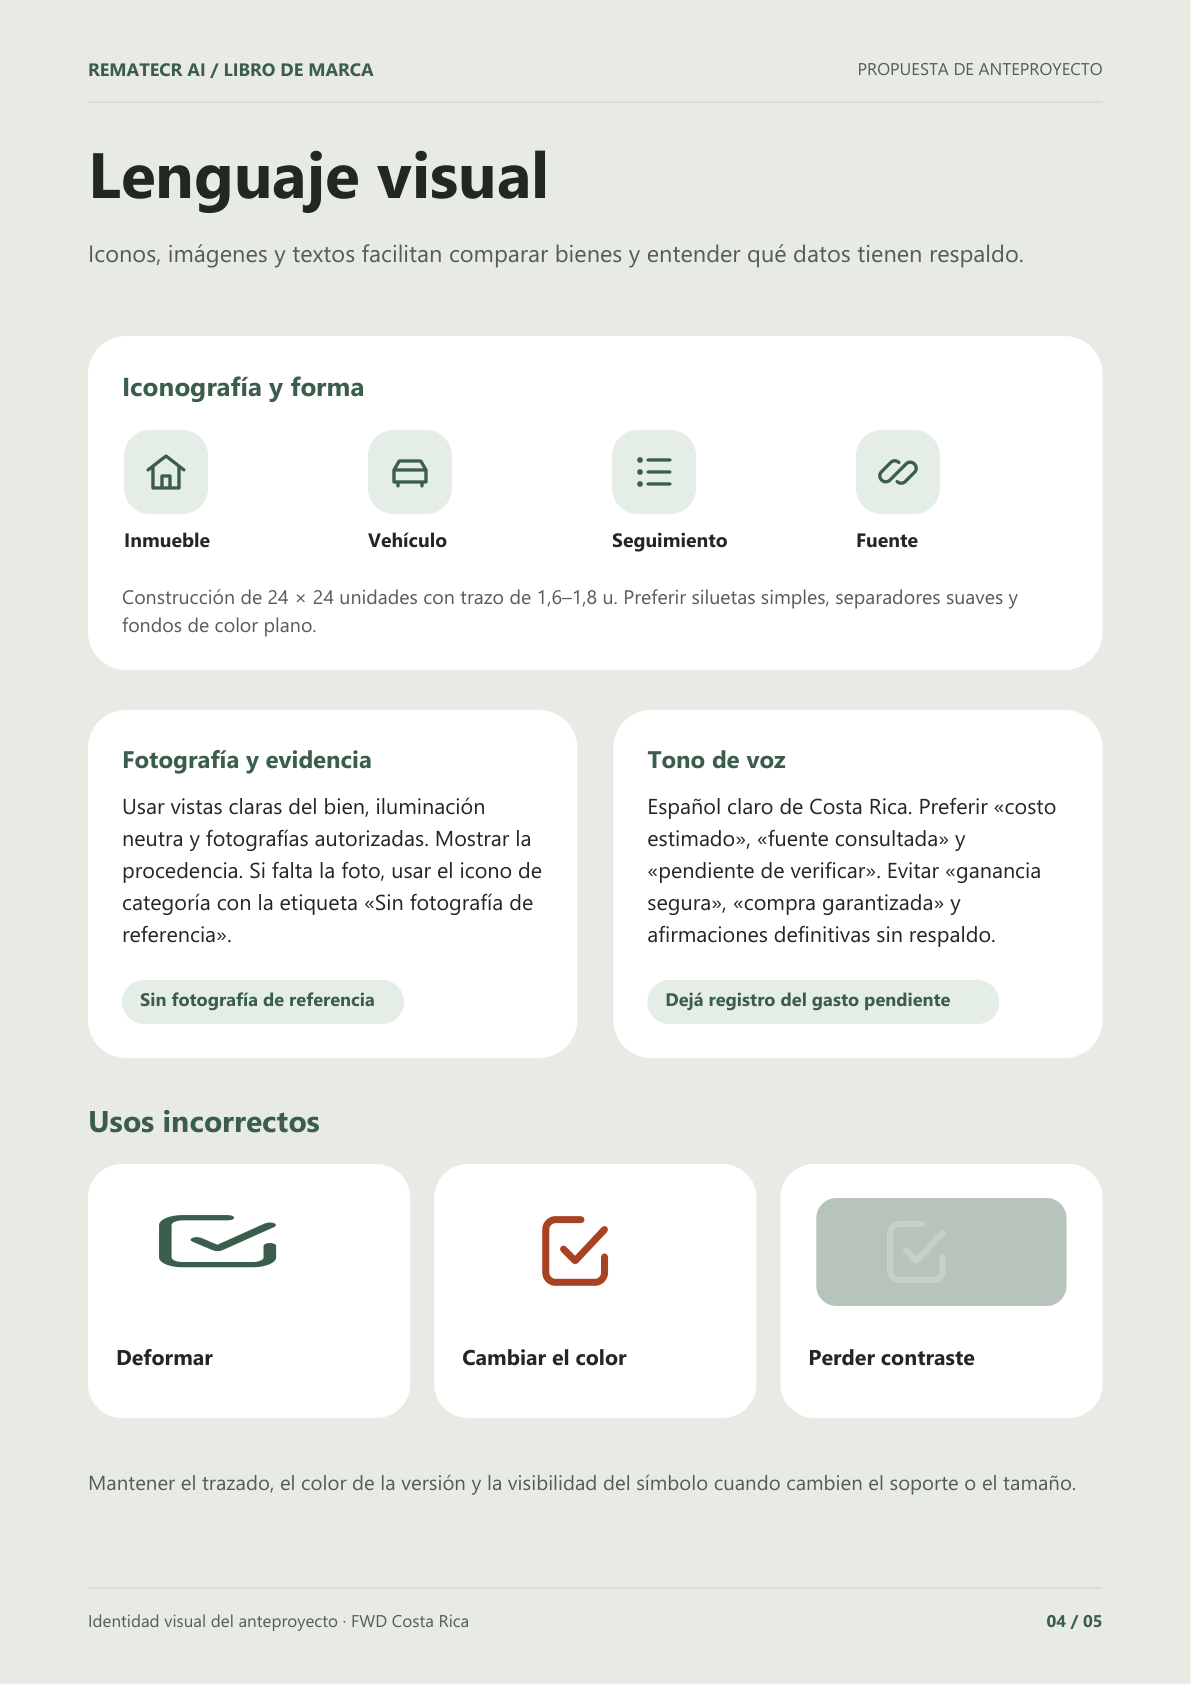 REMATECR AI / LIBRO DE MARCA
PROPUESTA DE ANTEPROYECTO
Lenguaje visual
Iconos, imágenes y textos facilitan comparar bienes y entender qué datos tienen respaldo.
Iconografía y forma
Inmueble
Vehículo
Seguimiento
Fuente
Construcción de 24 × 24 unidades con trazo de 1,6–1,8 u. Preferir siluetas simples, separadores suaves y
fondos de color plano.
Fotografía y evidencia
Usar vistas claras del bien, iluminación
neutra y fotografías autorizadas. Mostrar la
procedencia. Si falta la foto, usar el icono de
categoría con la etiqueta «Sin fotografía de
referencia».
Sin fotografía de referencia
Tono de voz
Español claro de Costa Rica. Preferir «costo
estimado», «fuente consultada» y
«pendiente de verificar». Evitar «ganancia
segura», «compra garantizada» y
afirmaciones definitivas sin respaldo.
Dejá registro del gasto pendiente
Usos incorrectos
Deformar
Cambiar el color
Perder contraste
Mantener el trazado, el color de la versión y la visibilidad del símbolo cuando cambien el soporte o el tamaño.
Identidad visual del anteproyecto · FWD Costa Rica
04 / 05